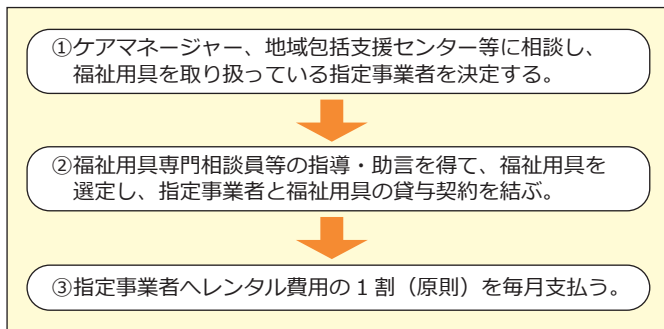 ①ケアマネージャー、地域包括支援センター等に相談し、
福祉用具を取り扱っている指定事業者を決定する。
②福祉用具専門相談員等の指導・助言を得て、福祉用具を
選定し、指定事業者と福祉用具の貸与契約を結ぶ。
③指定事業者へレンタル費用の 1 割（原則）を毎月支払う。